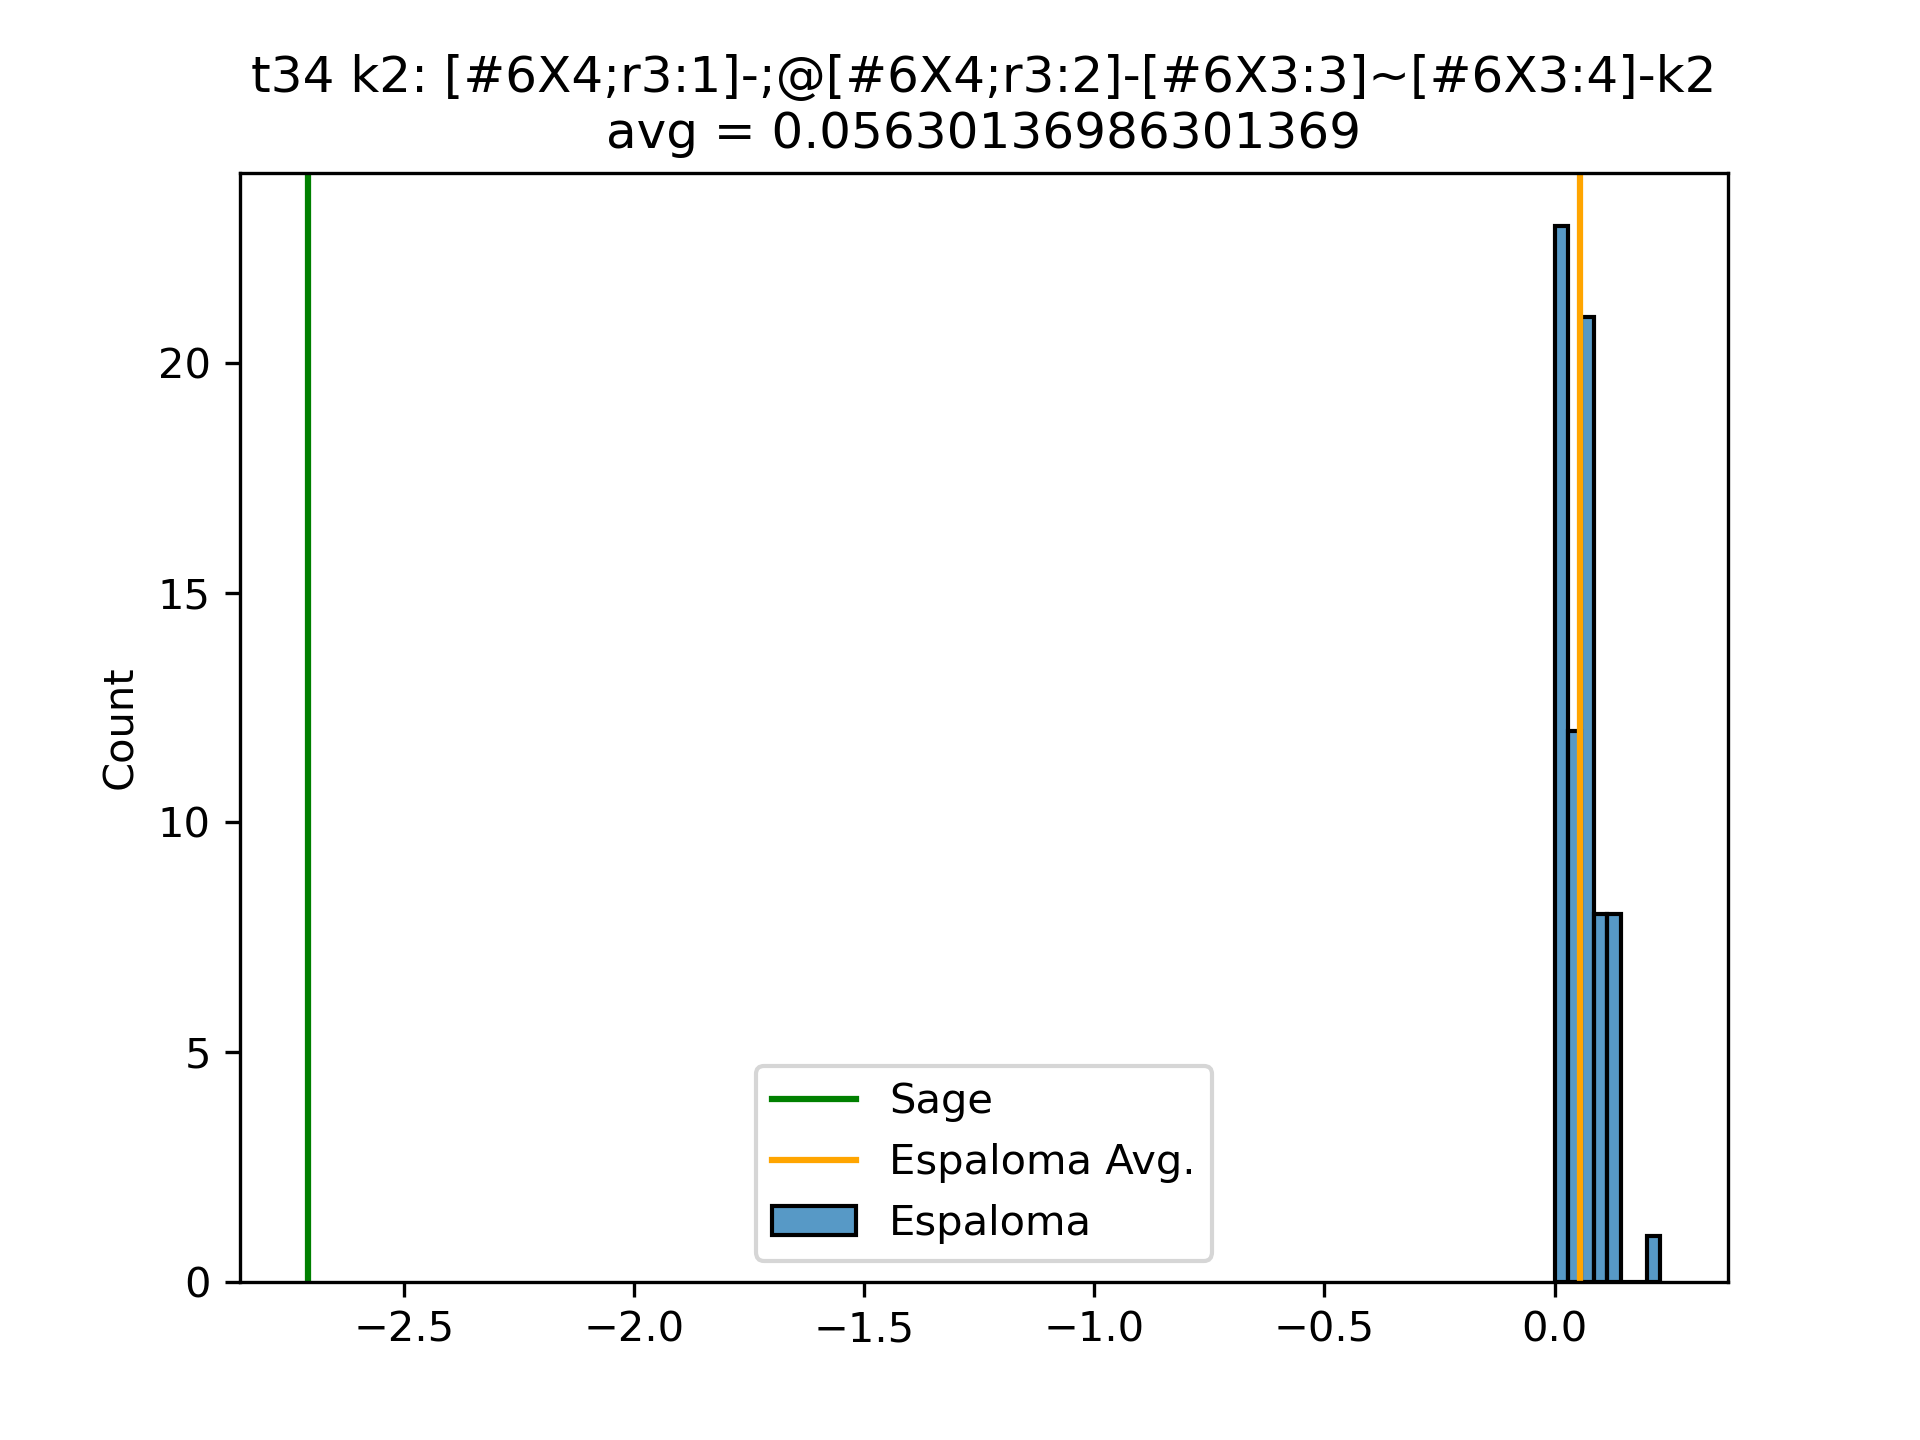 t34 k2: [#6X4;r3:1]-;@[#6X4;r3:2]-[#6X3:3]~[#6X3:4]-k2
avg = 0.05630136986301369
Count
20
15
10
5
0
Sage
Espaloma Avg.
Espaloma
−2.5
−2.0
−1.5
−1.0
−0.5
0.0